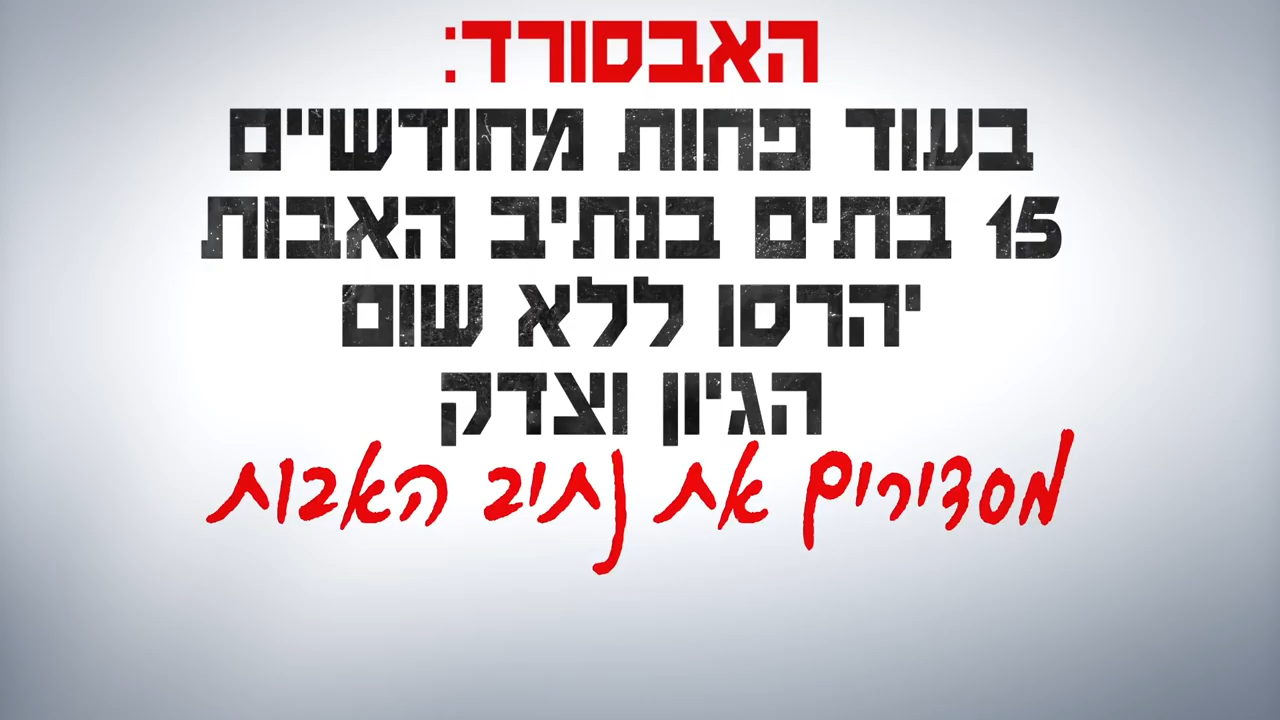 האבסורד:
בעוד פחות מחודשיים
15 בתים בנתיב האבות
יהרסו ללא שום
הגיון וצדק
מסדירים את נתיב האבות